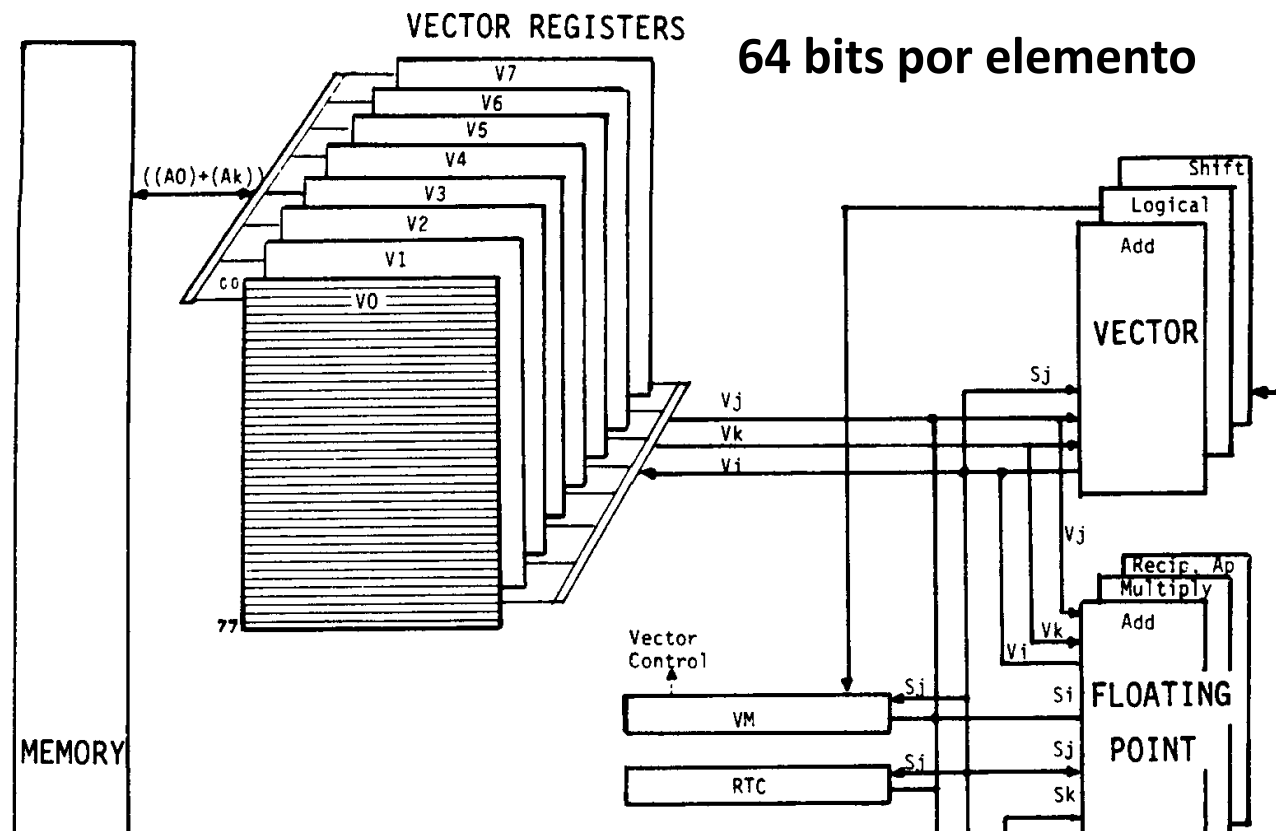 VECTOR REGISTERS
64 bits por elemento
V7
V6
V5
V4
V3
V2
V1
V0
((A0)+(Ak))
77
Shift
Logical
Add
VECTOR
Sj
Vj
Vk
Vi
Vj
Recip. Ap
Multiply
Add
Vk
Vi
FLOATING
POINT
Si
Sj
Sk
Vector
Control
Sj
VM
Sj
RTC
MEMORY